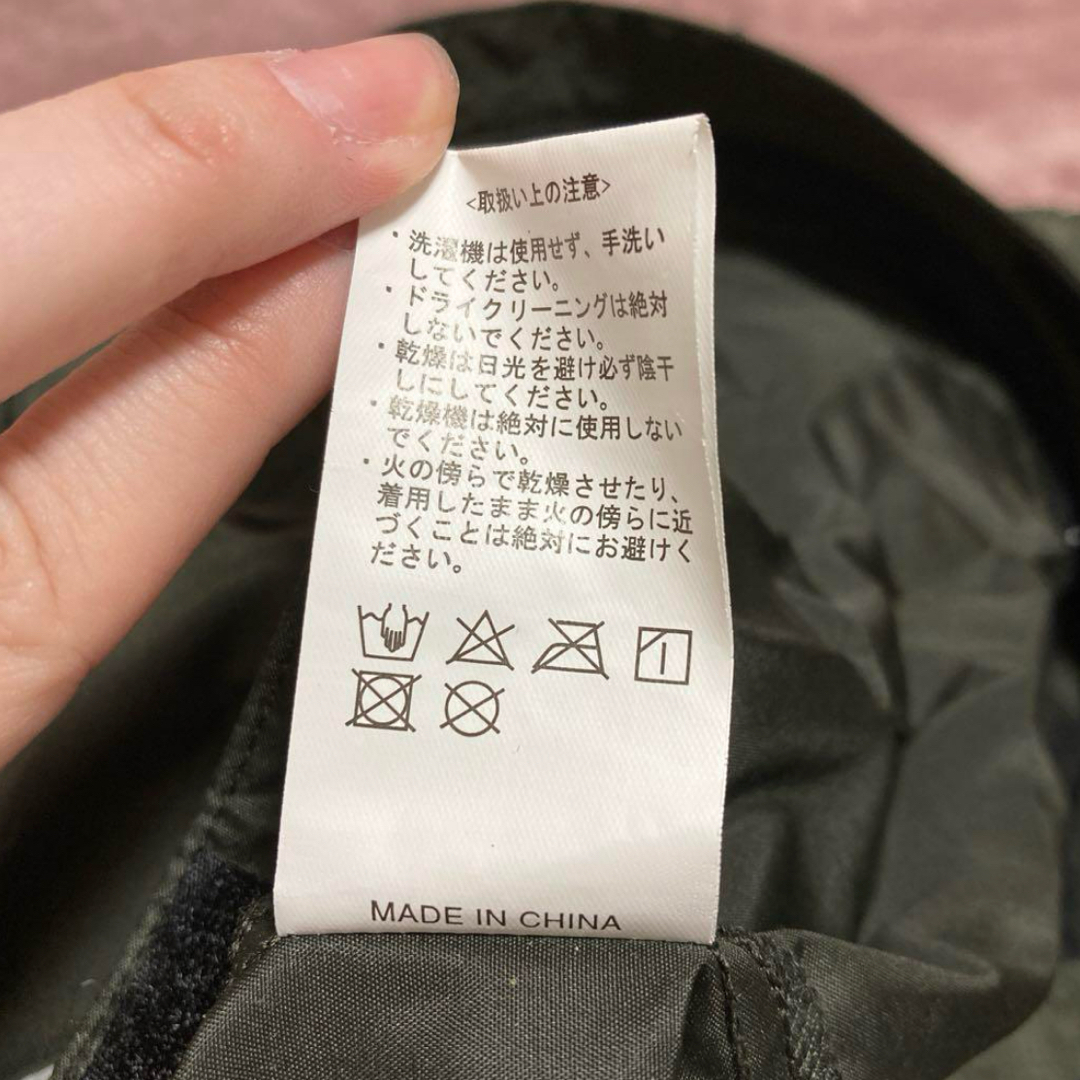 <取扱い上の注意>
・洗濯機は使用せず、手洗い
してください。
・ドライクリーニングは絶対
しないでください。
・乾燥は日光を避け必ず陰干
しにしてください。
・乾燥機は絶対に使用しない
でください。
・火の傍らで乾燥させたり、
着用したまま火の傍らに近
づくことは絶対にお避けく
ださい。
MADE IN CHINA